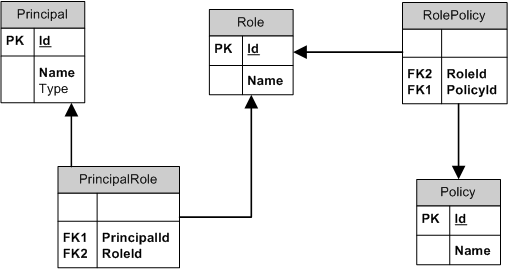 Principal
PK Id
Name
Type
Role
PK Id
Name
RolePolicy
FK2 RoleId
FK1 PolicyId
PrincipalRole
FK1 PrincipalId
FK2 RoleId
Policy
PK Id
Name